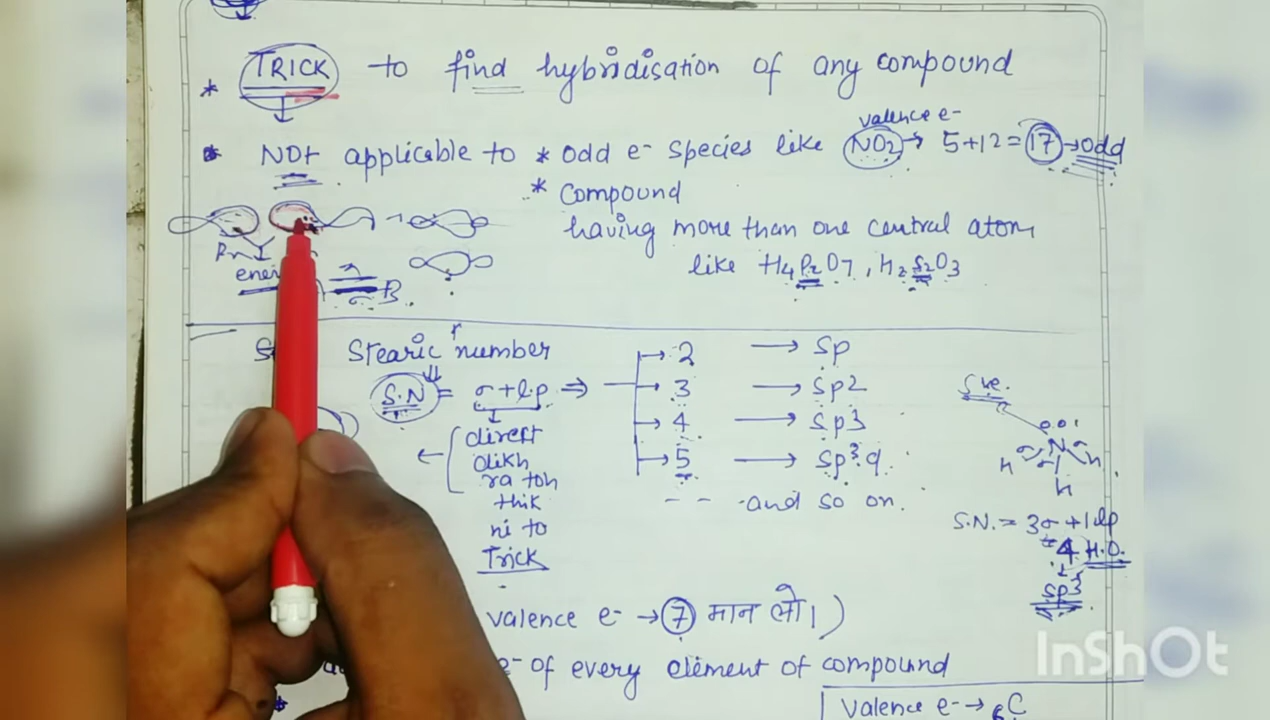 * TRICK to find hybridisation of any compound
valence e-
* NOt applicable to * odd e- species like NO2 → 5+12 = 17 → odd
* Compound
having more than one central atom
like H4P2O7, H2S2O3
Stearic number
S.N = σ+l.p ⇒
→ 2 → sp
→ 3 → sp2
→ 4 → sp3
→ 5 → sp3d
- - -and so on.
direct
dikh
ra toh
thik
ni to
Trick
N
H H
H
S.N. = 3σ + 1lp
= 4 H.O.
sp3
valence e- → 7 मान लो।)
e- of every element of compound
valence e- → 6C
InShOt